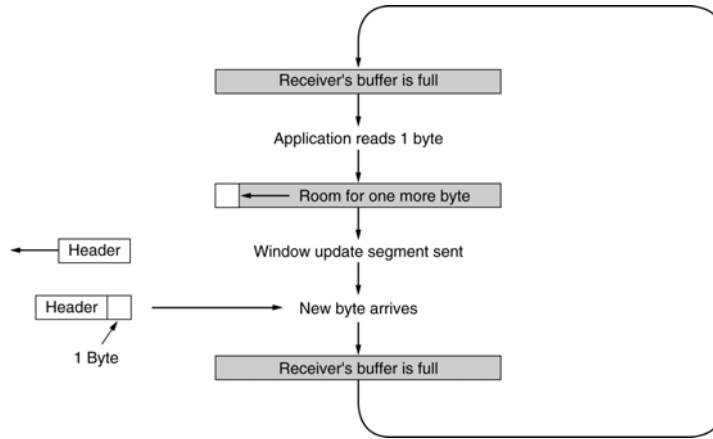 Receiver's buffer is full
Application reads 1 byte
Room for one more byte
Header
Window update segment sent
Header
New byte arrives
1 Byte
Receiver's buffer is full